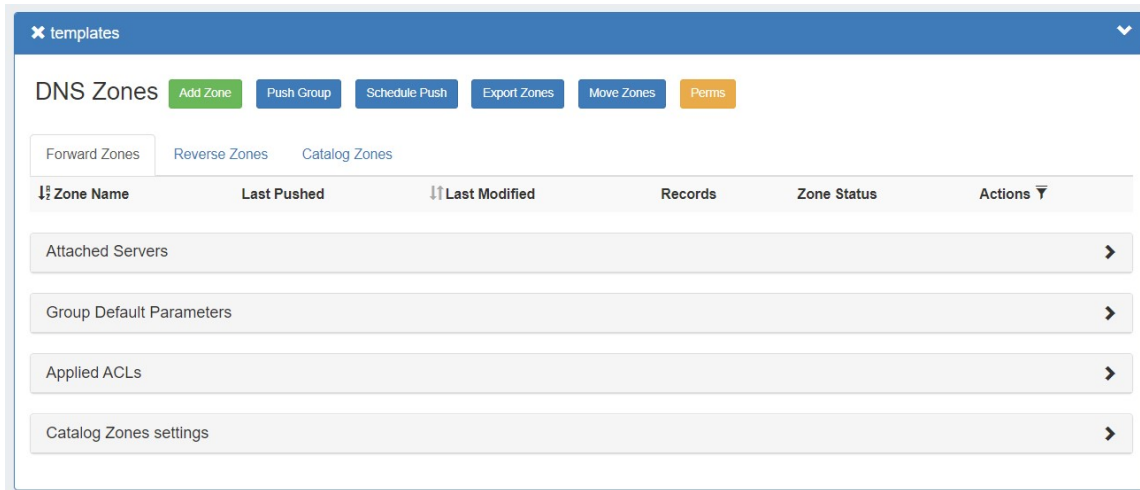 templates
DNS Zones Add Zone Push Group Schedule Push Export Zones Move Zones Perms
Forward Zones Reverse Zones Catalog Zones
Zone Name Last Pushed Last Modified Records Zone Status Actions
Attached Servers
Group Default Parameters
Applied ACLs
Catalog Zones settings